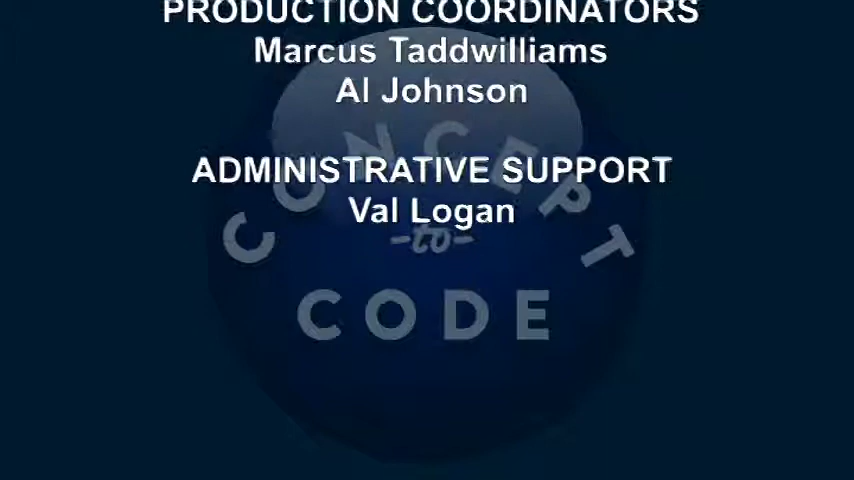 PRODUCTION COORDINATORS
Marcus Taddwilliams
Al Johnson
ADMINISTRATIVE SUPPORT
Val Logan
CONCEPT
-to-
CODE